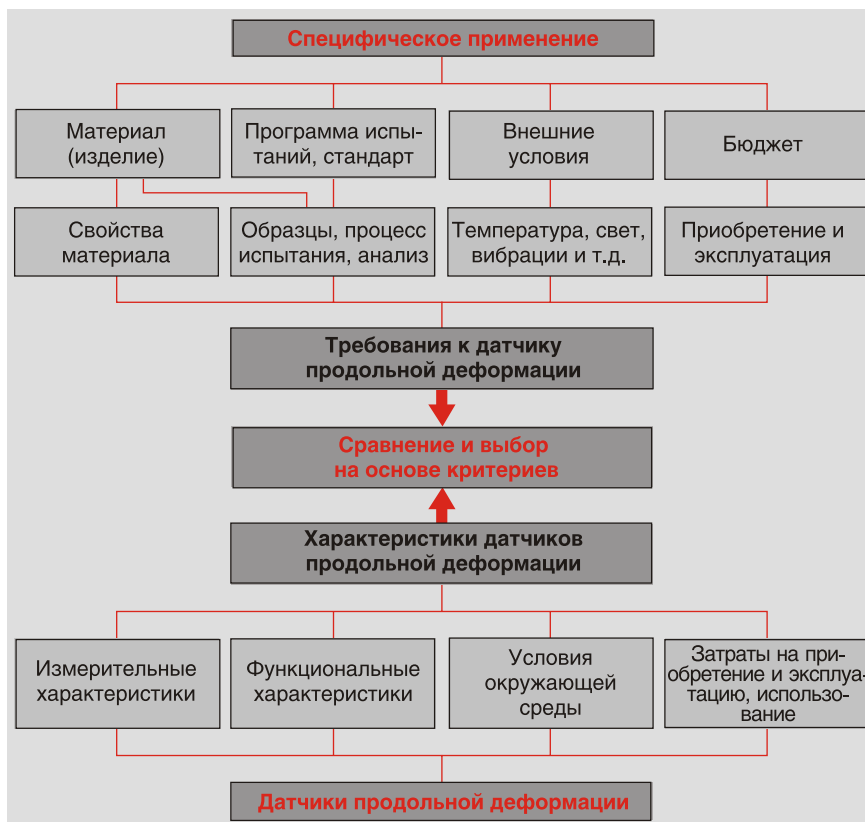 Специфическое применение
Материал
(изделие)
Программа испы-
таний, стандарт
Внешние
условия
Бюджет
Свойства
материала
Образцы, процесс
испытания, анализ
Температура, свет,
вибрации и т.д.
Приобретение и
эксплуатация
Требования к датчику
продольной деформации
Сравнение и выбор
на основе критериев
Характеристики датчиков
продольной деформации
Измерительные
характеристики
Функциональные
характеристики
Условия
окружающей
среды
Затраты на при-
обретение и эксплуа-
тацию, использо-
вание
Датчики продольной деформации